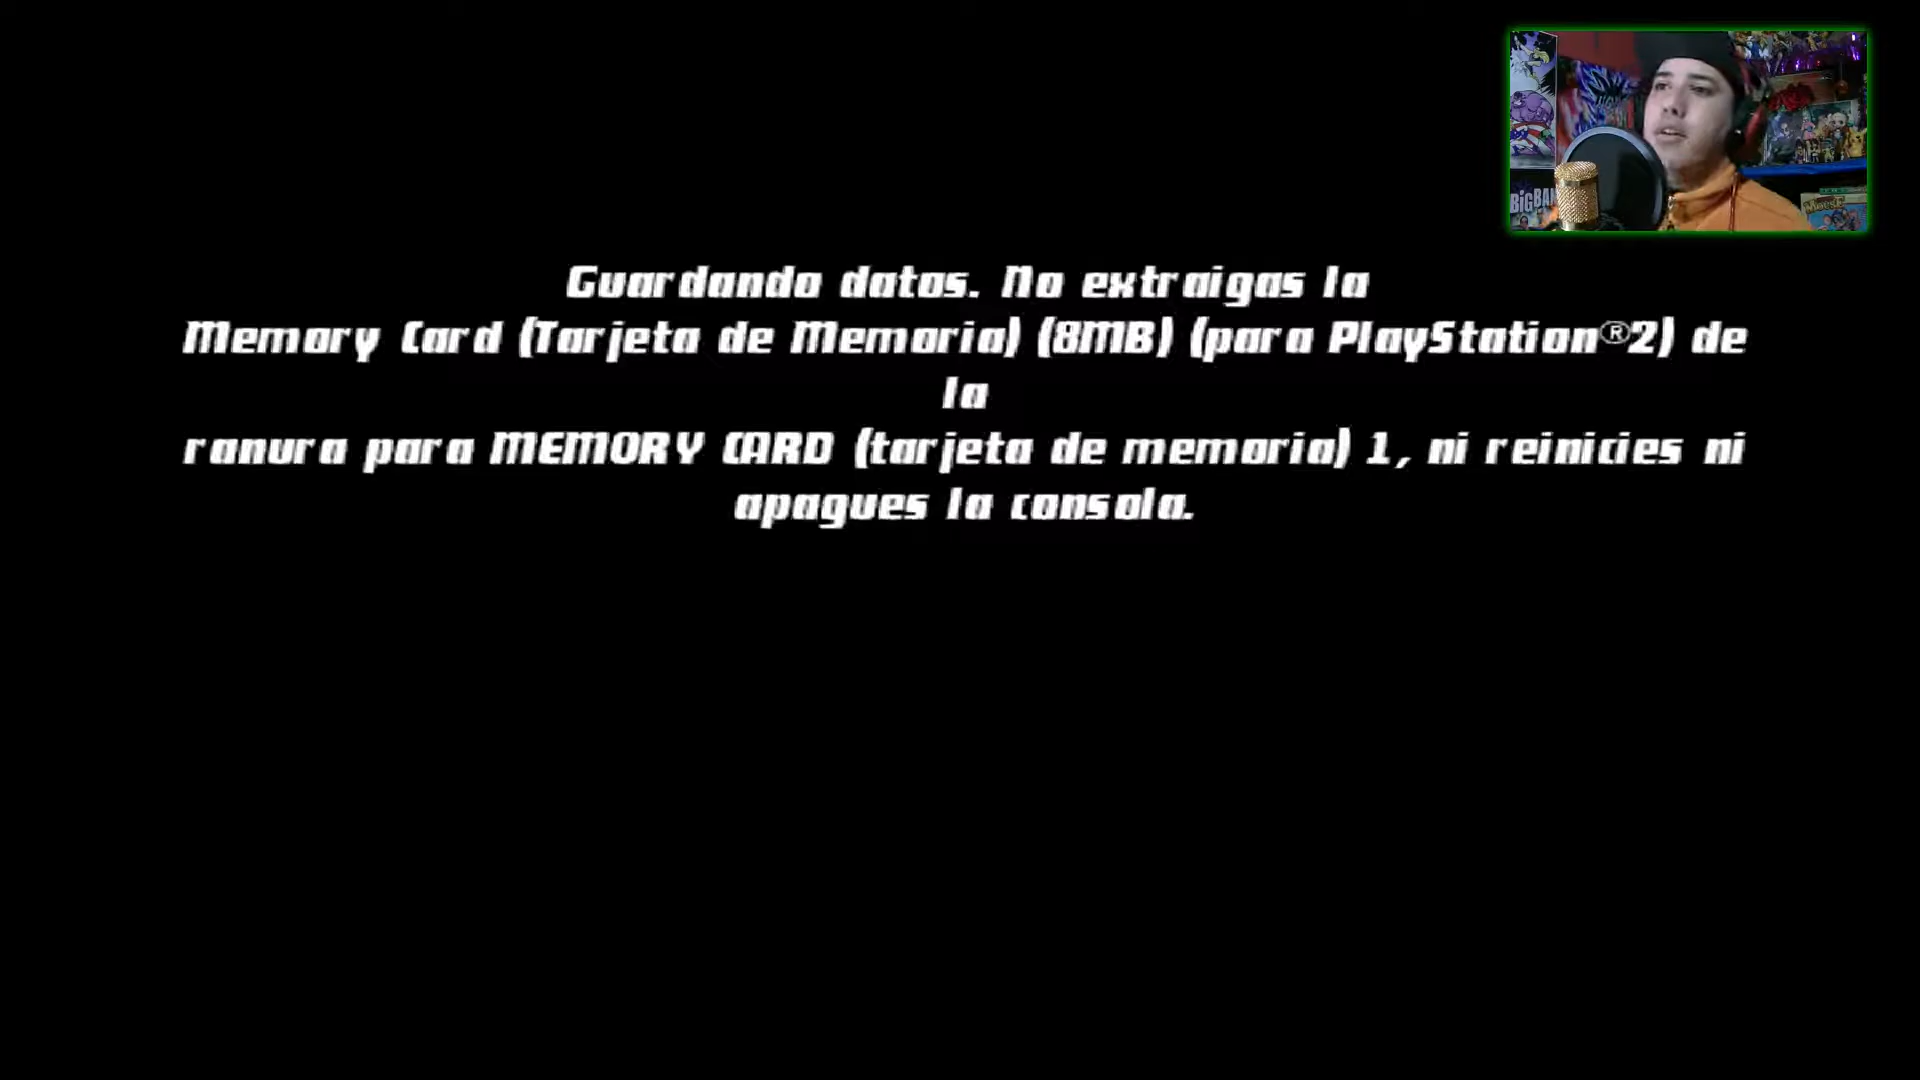 Guardando datos. No extraigas la
Memory Card (Tarjeta de Memoria) (8MB) (para PlayStation®2) de
la
ranura para MEMORY CARD (tarjeta de memoria) 1, ni reinicies ni
apagues la consola.
BiGBAN